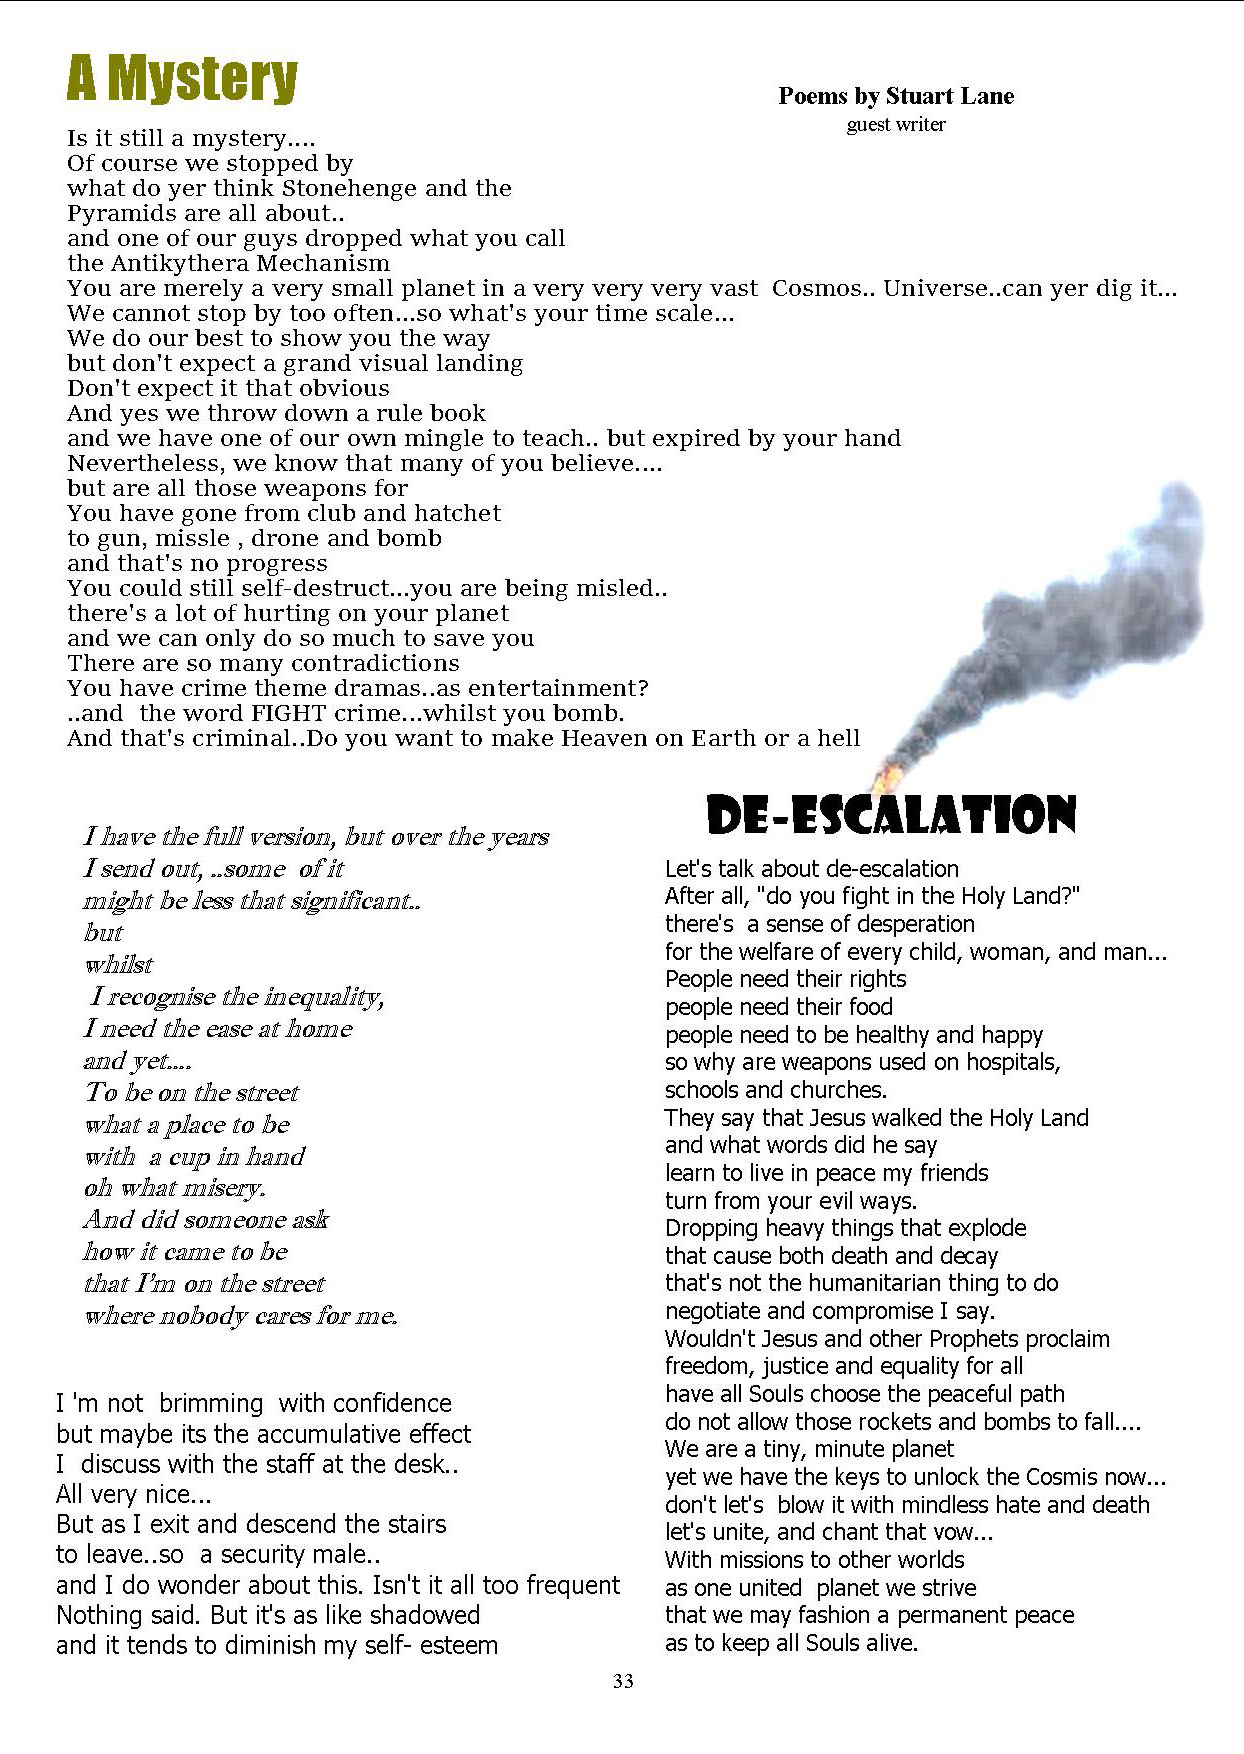 A Mystery
Poems by Stuart Lane
guest writer
Is it still a mystery....
Of course we stopped by
what do yer think Stonehenge and the
Pyramids are all about..
and one of our guys dropped what you call
the Antikythera Mechanism
You are merely a very small planet in a very very very vast  Cosmos.. Universe..can yer dig it...
We cannot stop by too often...so what's your time scale...
We do our best to show you the way
but don't expect a grand visual landing
Don't expect it that obvious
And yes we throw down a rule book
and we have one of our own mingle to teach.. but expired by your hand
Nevertheless, we know that many of you believe....
but are all those weapons for
You have gone from club and hatchet
to gun, missle , drone and bomb
and that's no progress
You could still self-destruct...you are being misled..
there's a lot of hurting on your planet
and we can only do so much to save you
There are so many contradictions
You have crime theme dramas..as entertainment?
..and  the word FIGHT crime...whilst you bomb.
And that's criminal..Do you want to make Heaven on Earth or a hell
I have the full version, but over the years
I send out, ..some  of it
might be less that significant..
but
whilst
I recognise the inequality,
I need the ease at home
and yet....
To be on the street
what a place to be
with  a cup in hand
oh what misery.
And did someone ask
how it came to be
that I'm on the street
where nobody cares for me.
I 'm not  brimming  with confidence
but maybe its the accumulative effect
I  discuss with the staff at the desk..
All very nice...
But as I exit and descend the stairs
to leave..so  a security male..
and I do wonder about this. Isn't it all too frequent
Nothing said. But it's as like shadowed
and it tends to diminish my self- esteem
DE-ESCALATION
Let's talk about de-escalation
After all, "do you fight in the Holy Land?"
there's  a sense of desperation
for the welfare of every child, woman, and man...
People need their rights
people need their food
people need to be healthy and happy
so why are weapons used on hospitals,
schools and churches.
They say that Jesus walked the Holy Land
and what words did he say
learn to live in peace my friends
turn from your evil ways.
Dropping heavy things that explode
that cause both death and decay
that's not the humanitarian thing to do
negotiate and compromise I say.
Wouldn't Jesus and other Prophets proclaim
freedom, justice and equality for all
have all Souls choose the peaceful path
do not allow those rockets and bombs to fall....
We are a tiny, minute planet
yet we have the keys to unlock the Cosmis now...
don't let's  blow it with mindless hate and death
let's unite, and chant that vow...
With missions to other worlds
as one united  planet we strive
that we may fashion a permanent peace
as to keep all Souls alive.
33